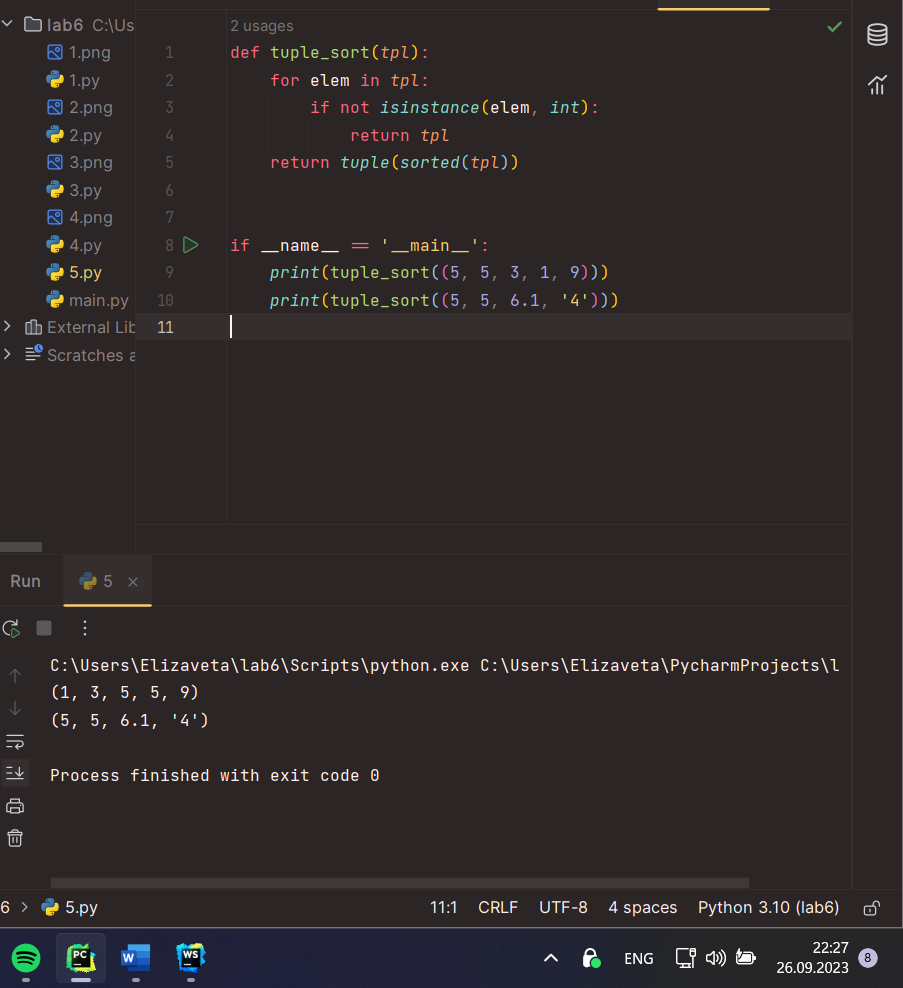 lab6 C:\Us
1.png
1.py
2.png
2.py
3.png
3.py
4.png
4.py
5.py
main.py
External Lib
Scratches a
2 usages
1 def tuple_sort(tpl):
2     for elem in tpl:
3         if not isinstance(elem, int):
4             return tpl
5     return tuple(sorted(tpl))
6
7
8 if __name__ == '__main__':
9     print(tuple_sort((5, 5, 3, 1, 9)))
10     print(tuple_sort((5, 5, 6.1, '4')))
11
Run 5
C:\Users\Elizaveta\lab6\Scripts\python.exe C:\Users\Elizaveta\PycharmProjects\l
(1, 3, 5, 5, 9)
(5, 5, 6.1, '4')
Process finished with exit code 0
6 > 5.py 11:1 CRLF UTF-8 4 spaces Python 3.10 (lab6)
PC W WS ENG 22:27
26.09.2023 8